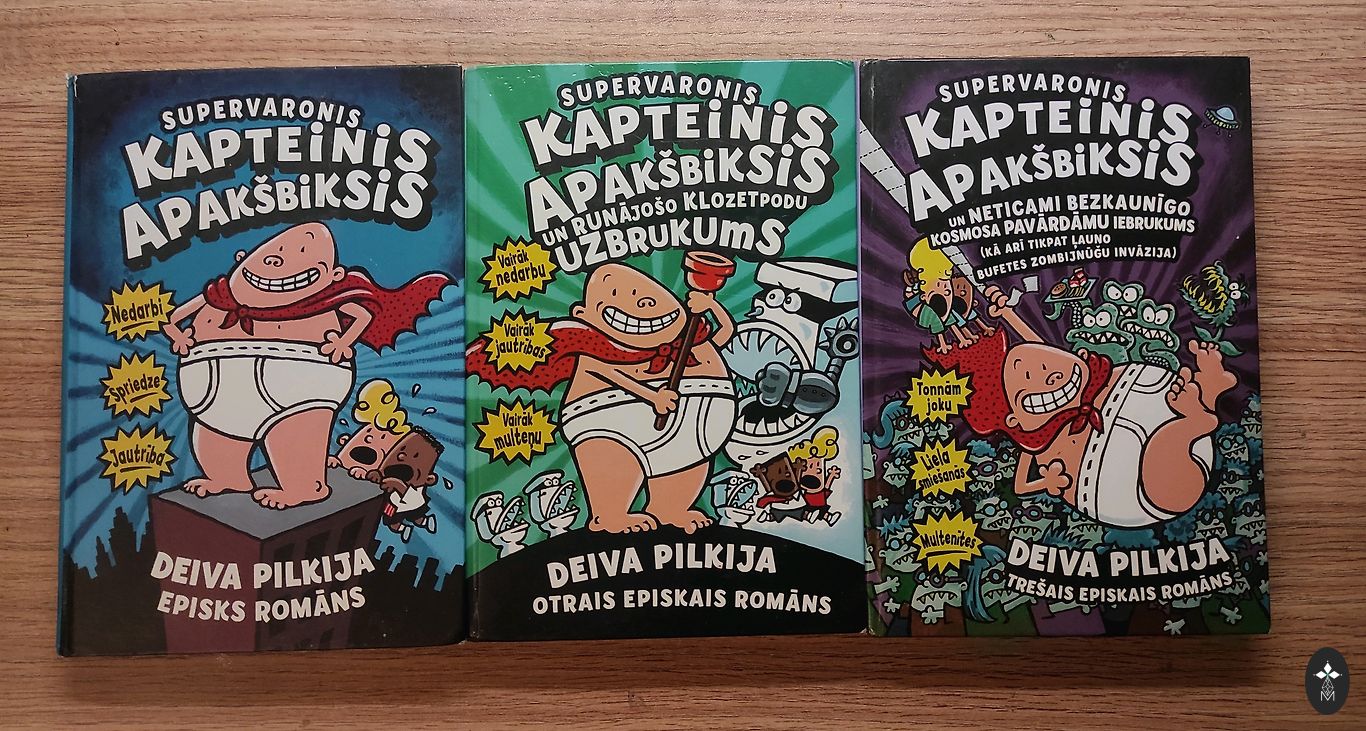 SUPERVARONIS
KAPTEINIS
APAKŠBIKSIS
Nedarbi
Spriedze
Jautrība
DEIVA PILKIJA
EPISKS ROMĀNS
SUPERVARONIS
KAPTEINIS
APAKŠBIKSIS
UN RUNĀJOŠO KLOZETPODU
UZBRUKUMS
Vairāk
nedarbu
Vairāk
jautrības
Vairāk
multeņu
DEIVA PILKIJA
OTRAIS EPISKAIS ROMĀNS
SUPERVARONIS
KAPTEINIS
APAKŠBIKSIS
UN NETICAMI BEZKAUNĪGO
KOSMOSA PAVĀRDĀMU IEBRUKUMS
(KĀ ARĪ TIKPAT ĻAUNO
BUFETES ZOMBIJŅŪĢU INVĀZIJA)
Tonnām
joku
Liela
smiešanās
Multenītes
DEIVA PILKIJA
TREŠAIS EPISKAIS ROMĀNS
M